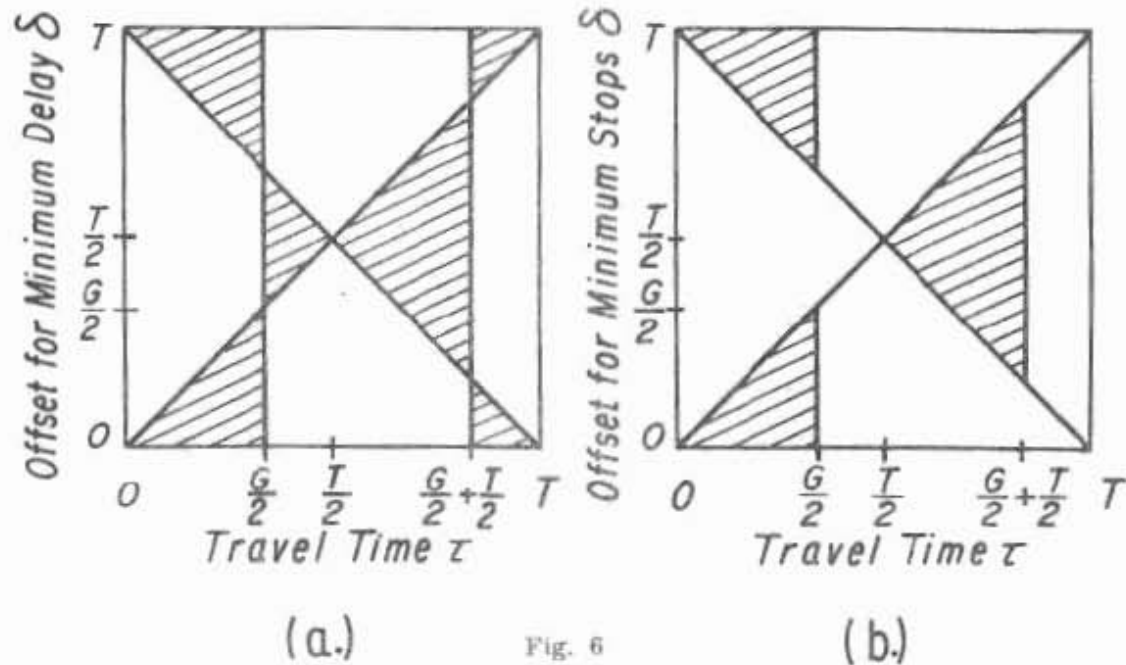 Offset for Minimum Delay δ
T
T/2
G/2
O
O G/2 T/2 G/2 + T/2 T
Travel Time τ
(a.)
Offset for Minimum Stops δ
T
T/2
G/2
O
O G/2 T/2 G/2 + T/2 T
Travel Time τ
(b.)
Fig. 6